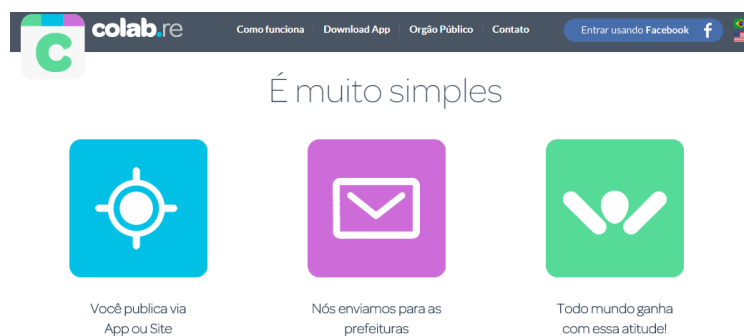 colab.re
Como funciona
Download App
Orgão Público
Contato
Entrar usando Facebook f
c
É muito simples
Você publica via
App ou Site
Nós enviamos para as
prefeituras
Todo mundo ganha
com essa atitude!